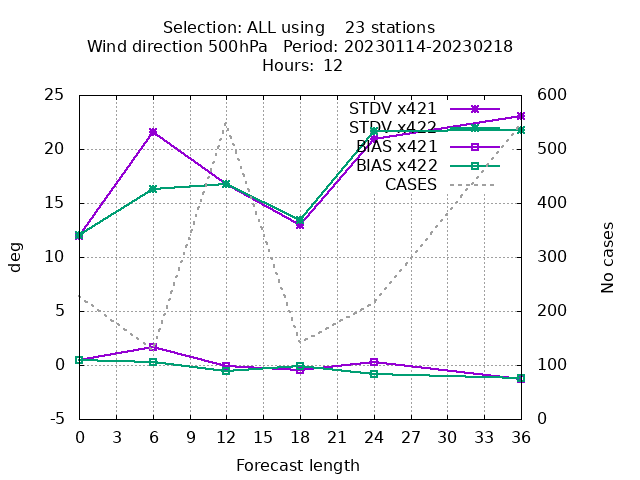 Selection: ALL using 23 stations
Wind direction 500hPa Period: 20230114-20230218
Hours: 12
25
20
15
10
5
0
-5
600
500
400
300
200
100
0
STDV x421
STDV x422
BIAS x421
BIAS x422
CASES
deg
No cases
0 3 6 9 12 15 18 21 24 27 30 33 36
Forecast length